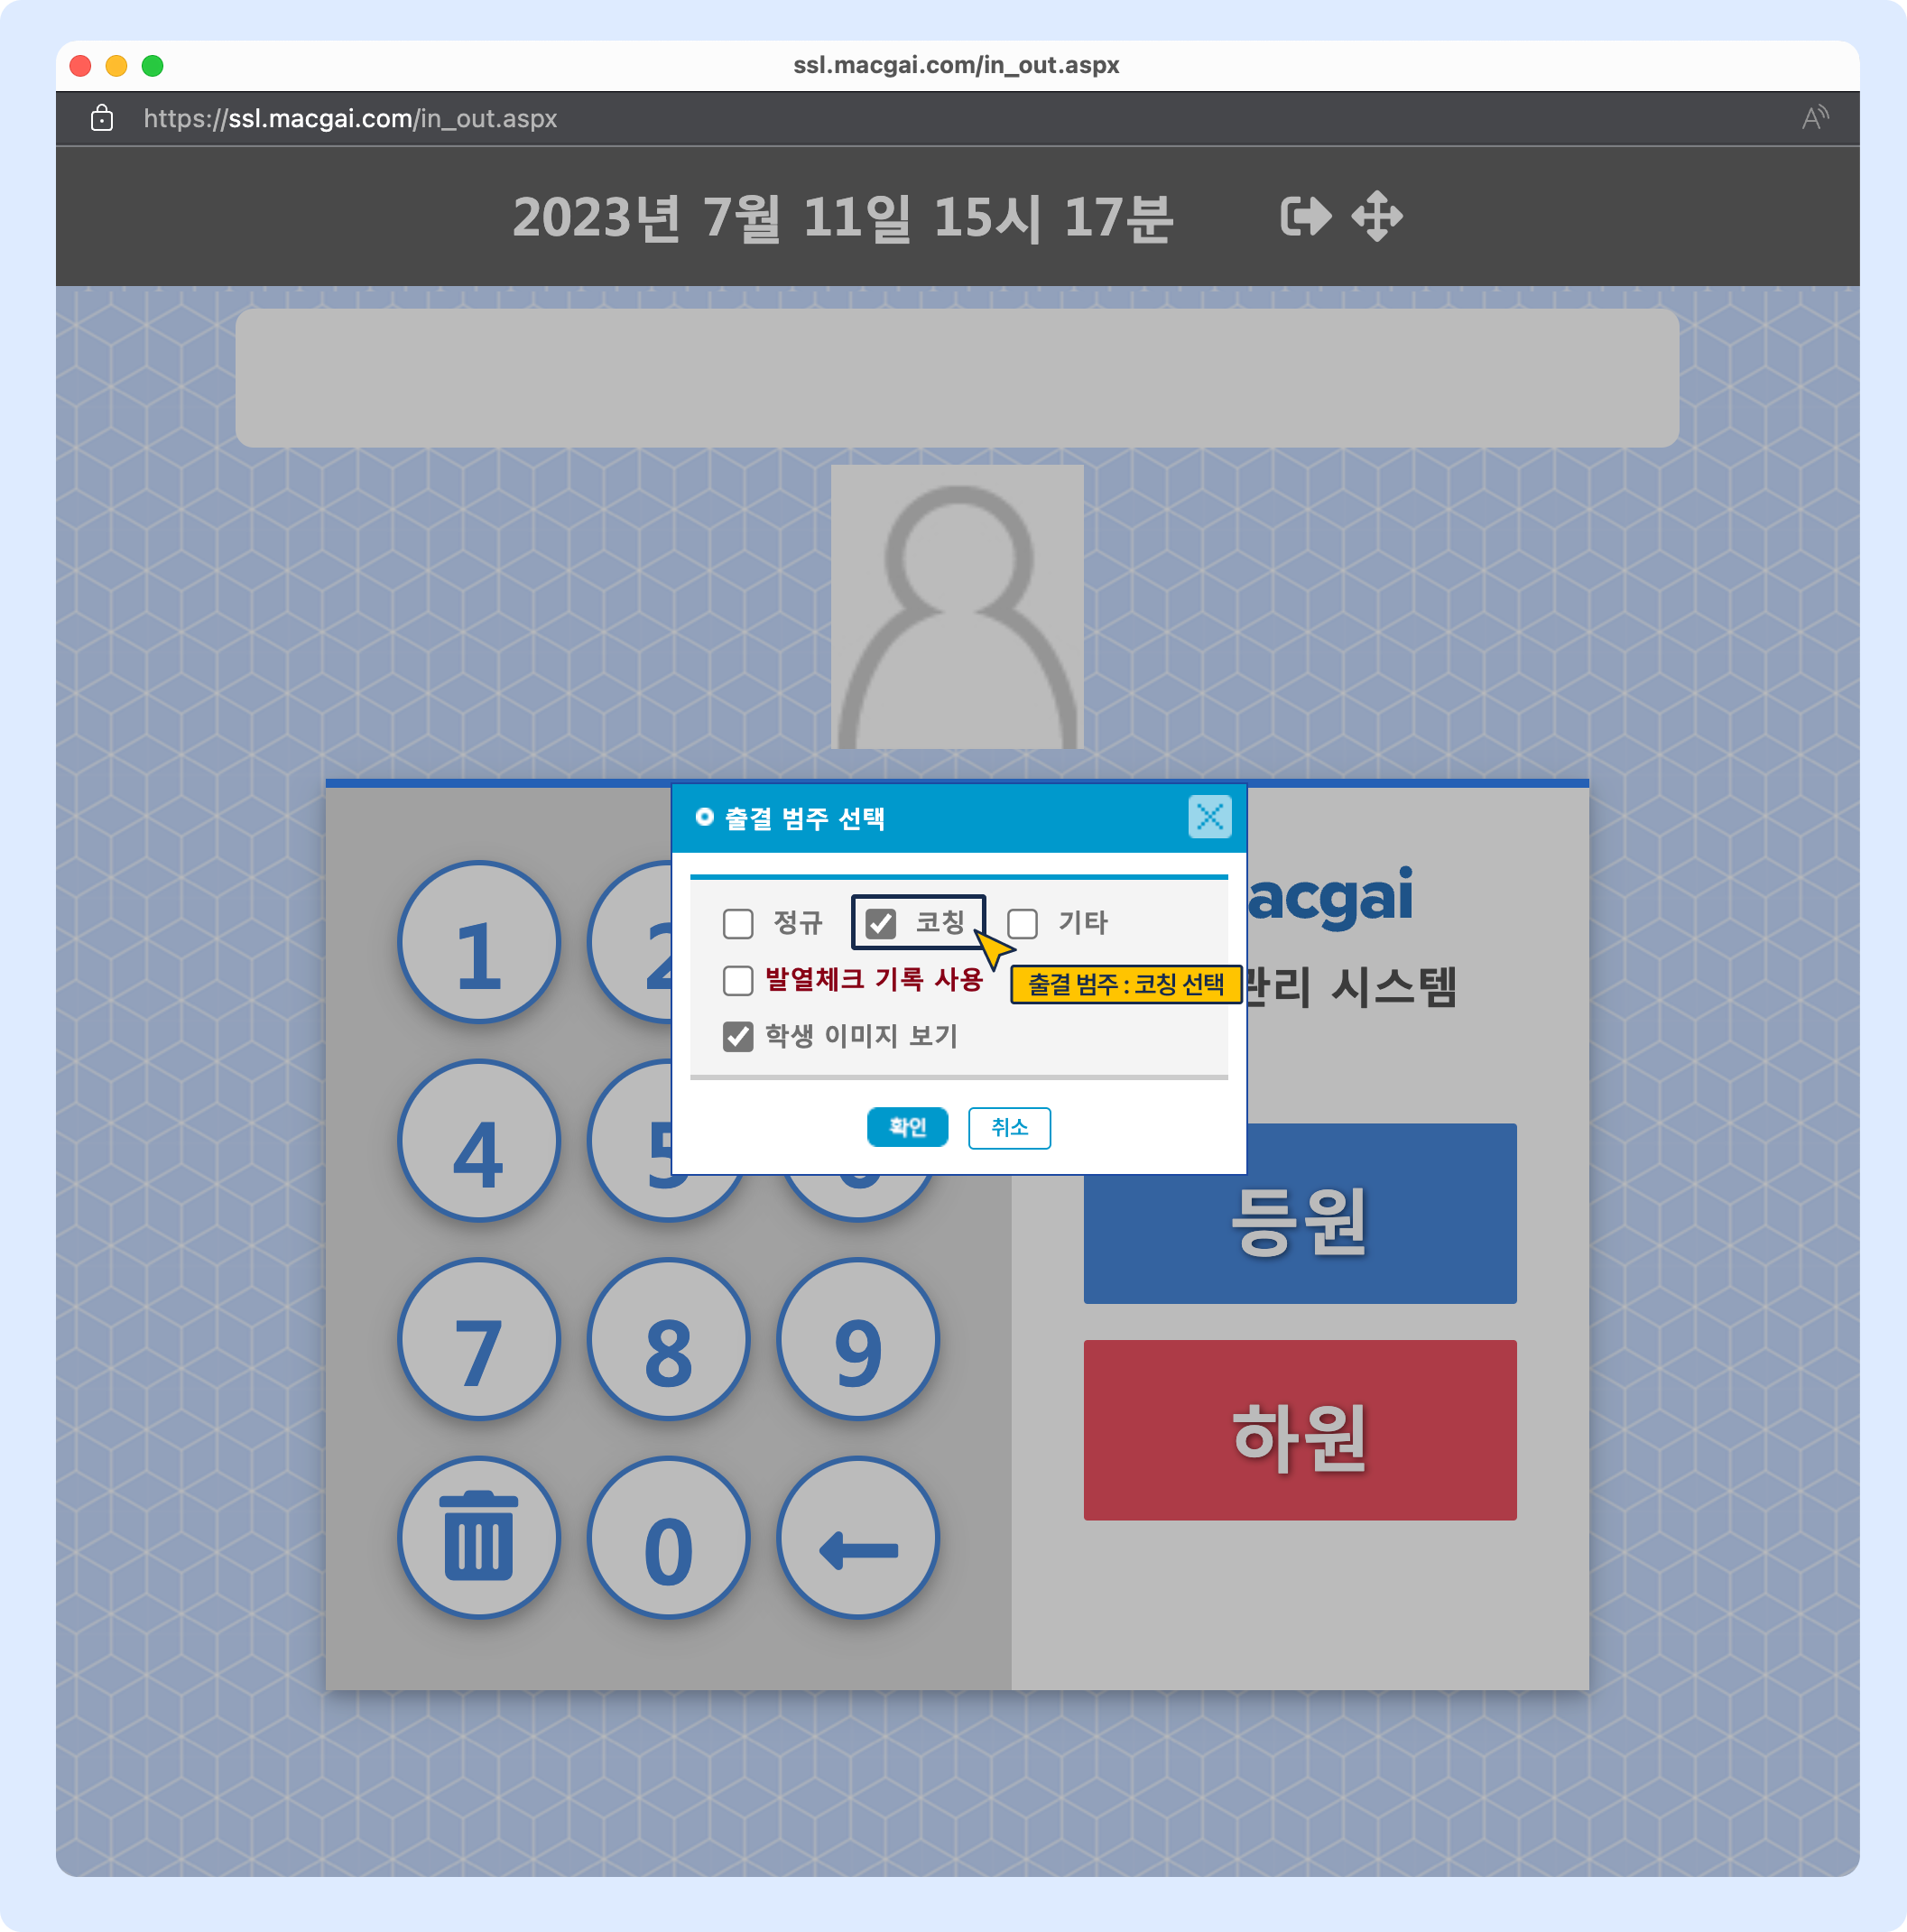 ssl.macgai.com/in_out.aspx
https://ssl.macgai.com/in_out.aspx
2023년 7월 11일 15시 17분
출결 범주 선택
정규 코칭 기타
발열체크 기록 사용
출결 범주 : 코칭 선택
학생 이미지 보기
확인 취소
acgai
관리 시스템
1 2
4 5 6
7 8 9
0
등원
하원